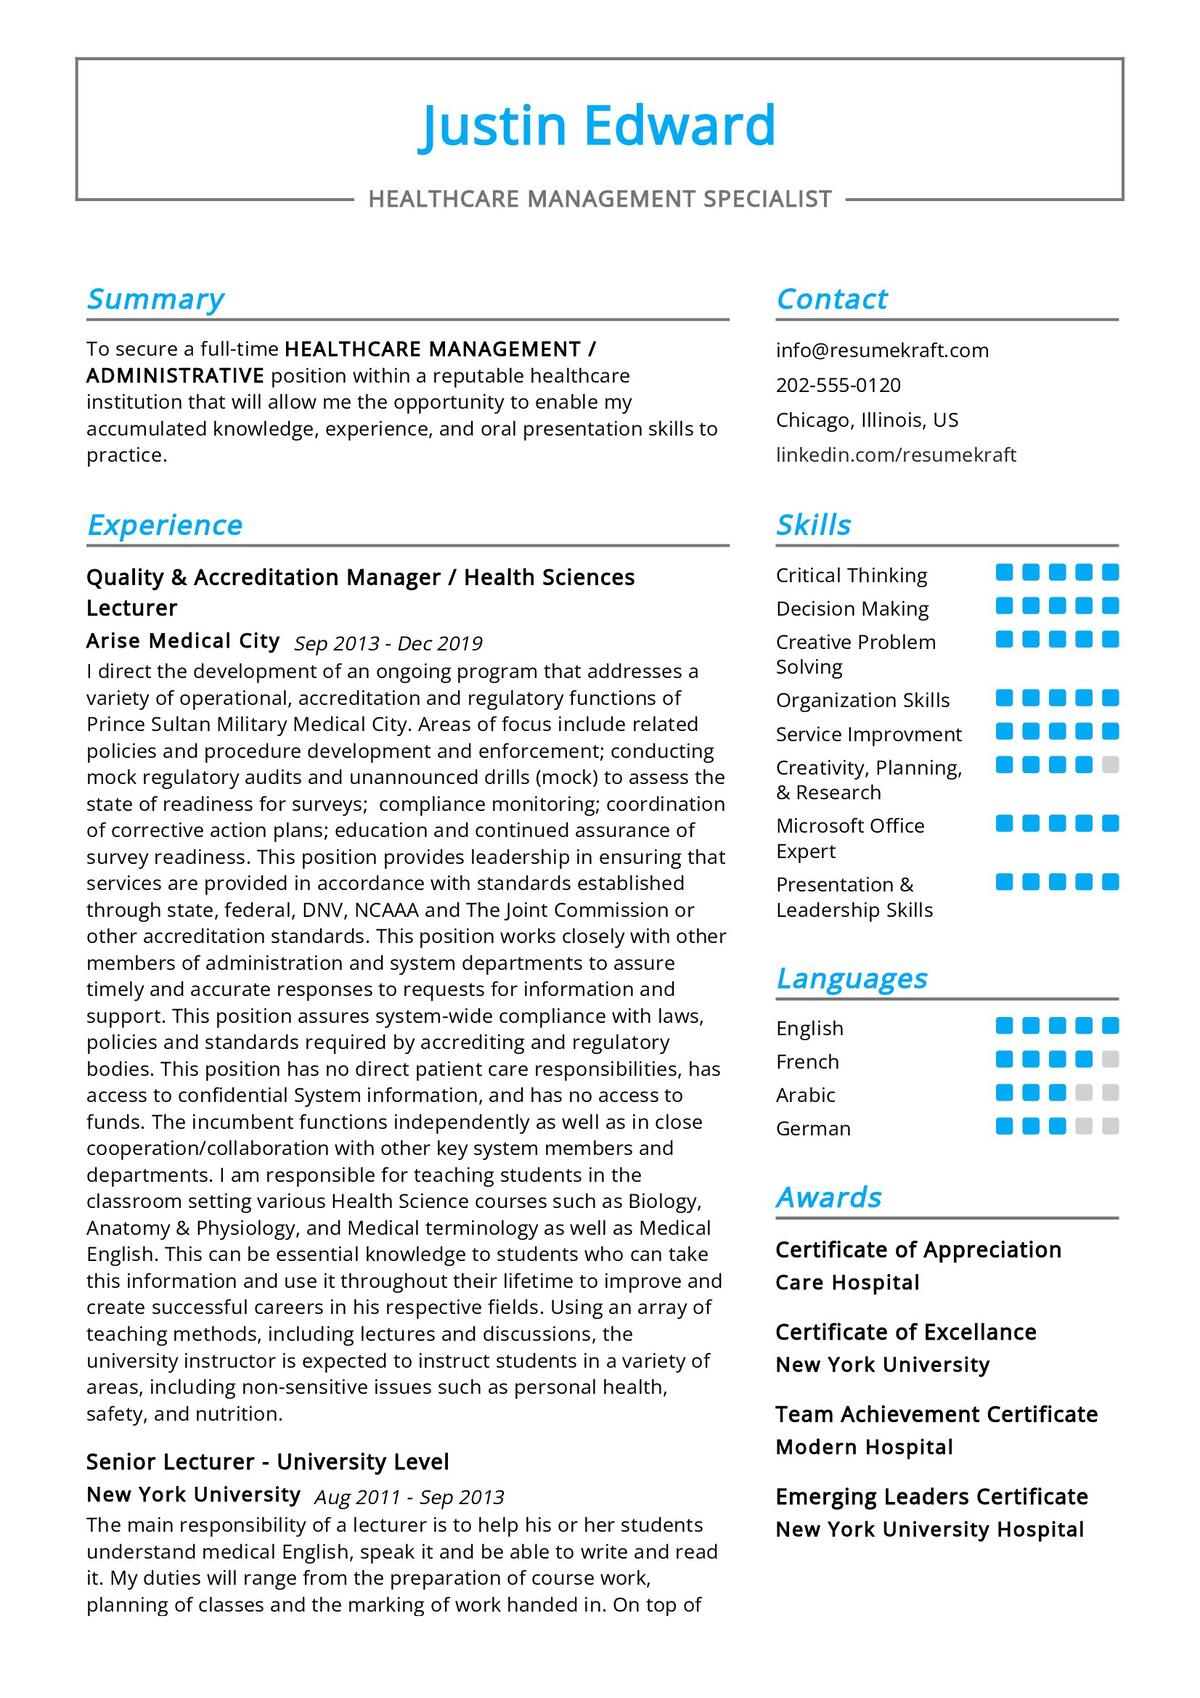 Justin Edward
HEALTHCARE MANAGEMENT SPECIALIST
Summary
To secure a full-time HEALTHCARE MANAGEMENT /
ADMINISTRATIVE position within a reputable healthcare
institution that will allow me the opportunity to enable my
accumulated knowledge, experience, and oral presentation skills to
practice.
Experience
Quality & Accreditation Manager / Health Sciences
Lecturer
Arise Medical City Sep 2013 - Dec 2019
I direct the development of an ongoing program that addresses a
variety of operational, accreditation and regulatory functions of
Prince Sultan Military Medical City. Areas of focus include related
policies and procedure development and enforcement; conducting
mock regulatory audits and unannounced drills (mock) to assess the
state of readiness for surveys;  compliance monitoring; coordination
of corrective action plans; education and continued assurance of
survey readiness. This position provides leadership in ensuring that
services are provided in accordance with standards established
through state, federal, DNV, NCAAA and The Joint Commission or
other accreditation standards. This position works closely with other
members of administration and system departments to assure
timely and accurate responses to requests for information and
support. This position assures system-wide compliance with laws,
policies and standards required by accrediting and regulatory
bodies. This position has no direct patient care responsibilities, has
access to confidential System information, and has no access to
funds. The incumbent functions independently as well as in close
cooperation/collaboration with other key system members and
departments. I am responsible for teaching students in the
classroom setting various Health Science courses such as Biology,
Anatomy & Physiology, and Medical terminology as well as Medical
English. This can be essential knowledge to students who can take
this information and use it throughout their lifetime to improve and
create successful careers in his respective fields. Using an array of
teaching methods, including lectures and discussions, the
university instructor is expected to instruct students in a variety of
areas, including non-sensitive issues such as personal health,
safety, and nutrition.
Senior Lecturer - University Level
New York University Aug 2011 - Sep 2013
The main responsibility of a lecturer is to help his or her students
understand medical English, speak it and be able to write and read
it. My duties will range from the preparation of course work,
planning of classes and the marking of work handed in. On top of
Contact
info@resumekraft.com
202-555-0120
Chicago, Illinois, US
linkedin.com/resumekraft
Skills
Critical Thinking
Decision Making
Creative Problem
Solving
Organization Skills
Service Improvment
Creativity, Planning,
& Research
Microsoft Office
Expert
Presentation &
Leadership Skills
Languages
English
French
Arabic
German
Awards
Certificate of Appreciation
Care Hospital
Certificate of Excellance
New York University
Team Achievement Certificate
Modern Hospital
Emerging Leaders Certificate
New York University Hospital